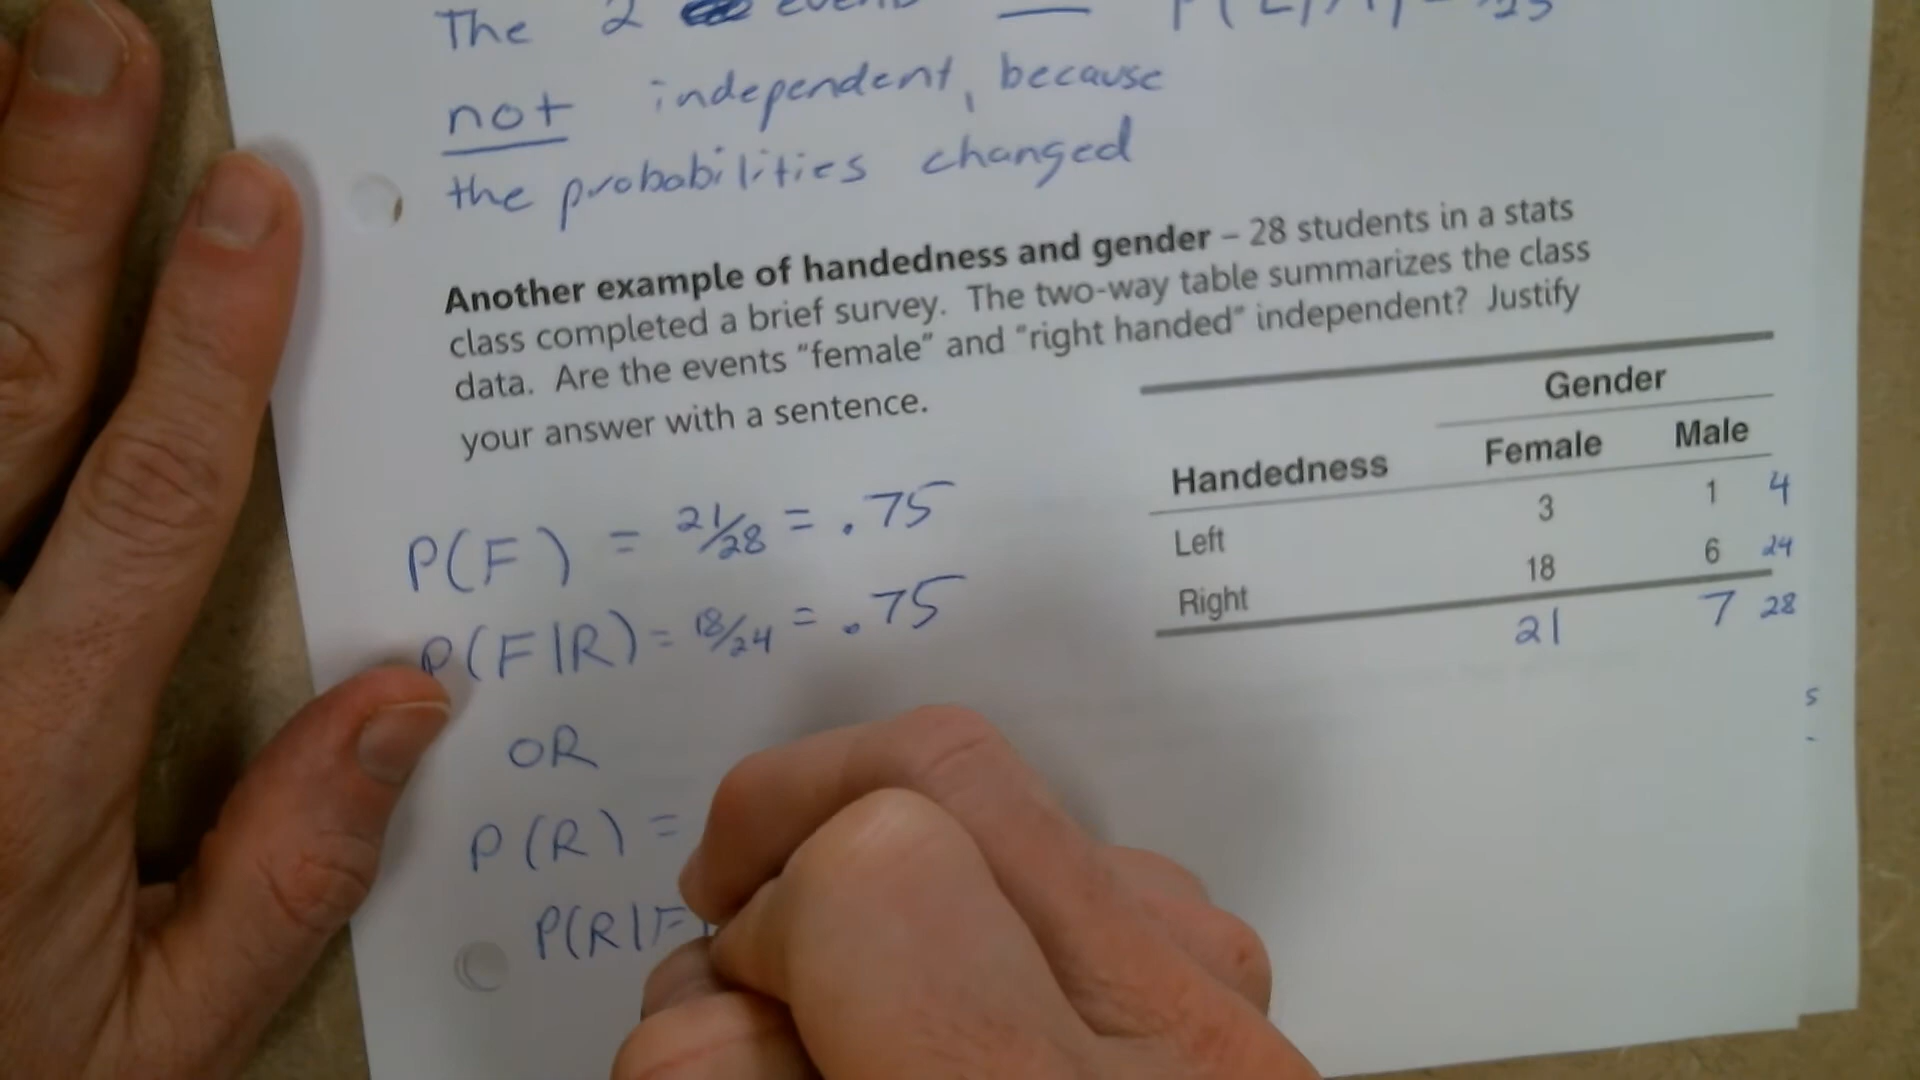 The 2
not independent, because
the probabilities changed
Another example of handedness and gender – 28 students in a stats
class completed a brief survey. The two-way table summarizes the class
data. Are the events "female" and "right handed" independent? Justify
your answer with a sentence.
Gender
Handedness Female Male
Left 3 1 4
Right 18 6 24
21 7 28
P(F) = 21/28 = .75
P(F|R) = 18/24 = .75
OR
P(R) =
P(R|F